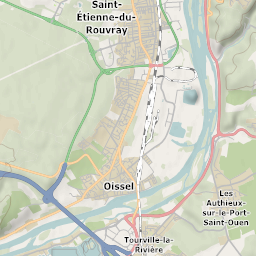 Saint-
Étienne-du-
Rouvray
Oissel
Les
Authieux-
sur-le-Port-
Saint-Ouen
Tourville-la-
Rivière